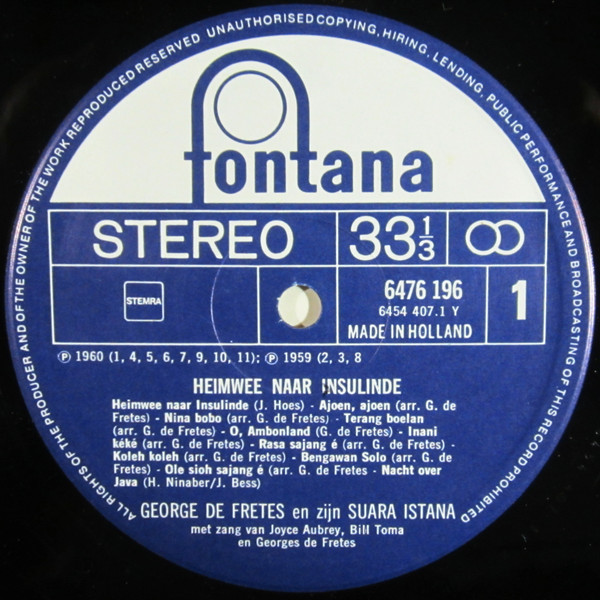 ALL RIGHTS OF THE PRODUCER AND OF THE OWNER OF THE WORK REPRODUCED RESERVED UNAUTHORISED COPYING, HIRING, LENDING, PUBLIC PERFORMANCE AND BROADCASTING OF THIS RECORD PROHIBITED
fontana
STEREO 33⅓
STEMRA
6476 196
6454 407.1 Y
MADE IN HOLLAND
1
℗ 1960 (1, 4, 5, 6, 7, 9, 10, 11): ℗ 1959 (2, 3, 8
HEIMWEE NAAR INSULINDE
Heimwee naar Insulinde (J. Hoes) - Ajoen, ajoen (arr. G. de
Fretes) - Nina bobo (arr. G. de Fretes) - Terang boelan
(arr. G. de Fretes) - O, Ambonland (G. de Fretes) - Inani
kéké (arr. G. de Fretes) - Rasa sajang é (arr. G. de Fretes) -
Koleh koleh (arr. G. de Fretes) - Bengawan Solo (arr. G. de
Fretes) - Ole sioh sajang é (arr. G. de Fretes - Nacht over
Java (H. Ninaber/J. Bess)
GEORGE DE FRETES en zijn SUARA ISTANA
met zang van Joyce Aubrey, Bill Toma
en Georges de Fretes